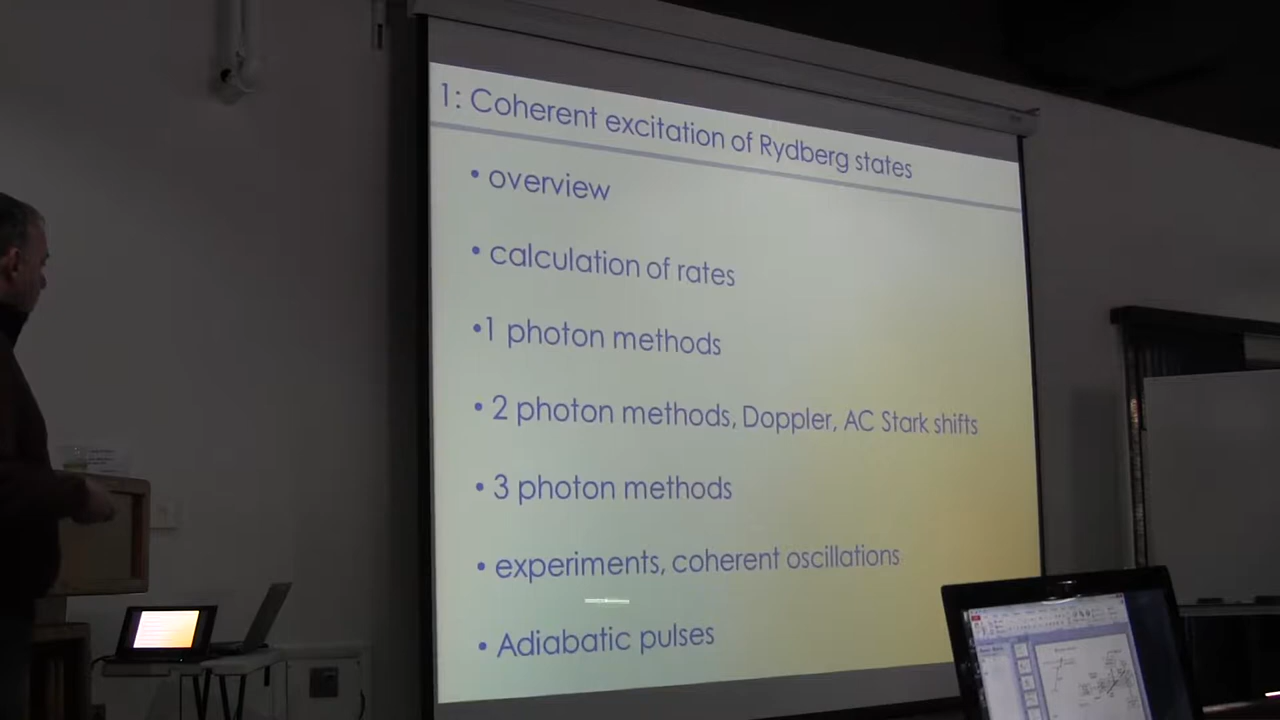 1: Coherent excitation of Rydberg states
• overview
• calculation of rates
•1 photon methods
• 2 photon methods, Doppler, AC Stark shifts
• 3 photon methods
• experiments, coherent oscillations
• Adiabatic pulses